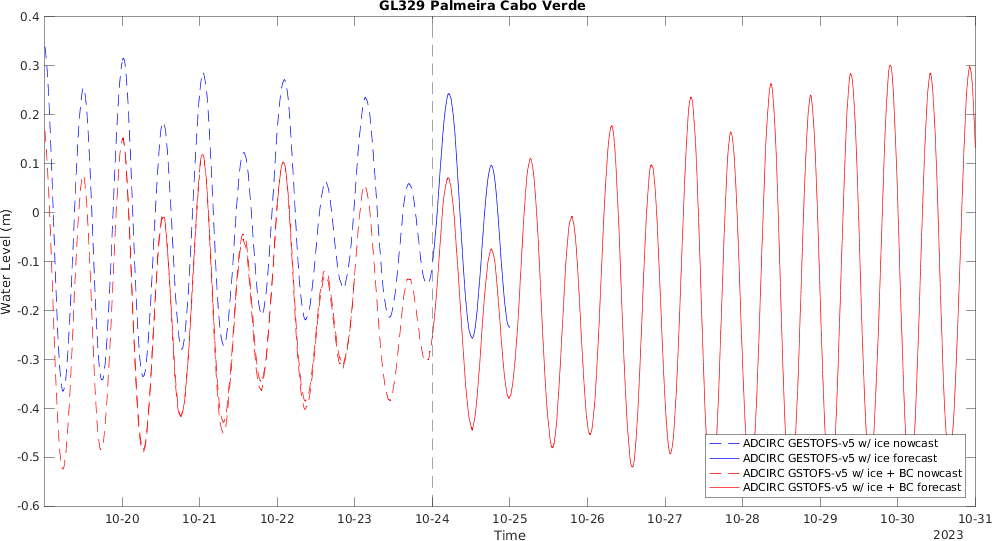 GL329 Palmeira Cabo Verde
0.4
0.3
0.2
0.1
0
-0.1
-0.2
-0.3
-0.4
-0.5
-0.6
Water Level (m)
ADCIRC GESTOFS-v5 w/ ice nowcast
ADCIRC GESTOFS-v5 w/ ice forecast
ADCIRC GSTOFS-v5 w/ ice + BC nowcast
ADCIRC GSTOFS-v5 w/ ice + BC forecast
10-20 10-21 10-22 10-23 10-24 10-25 10-26 10-27 10-28 10-29 10-30 10-31
Time
2023